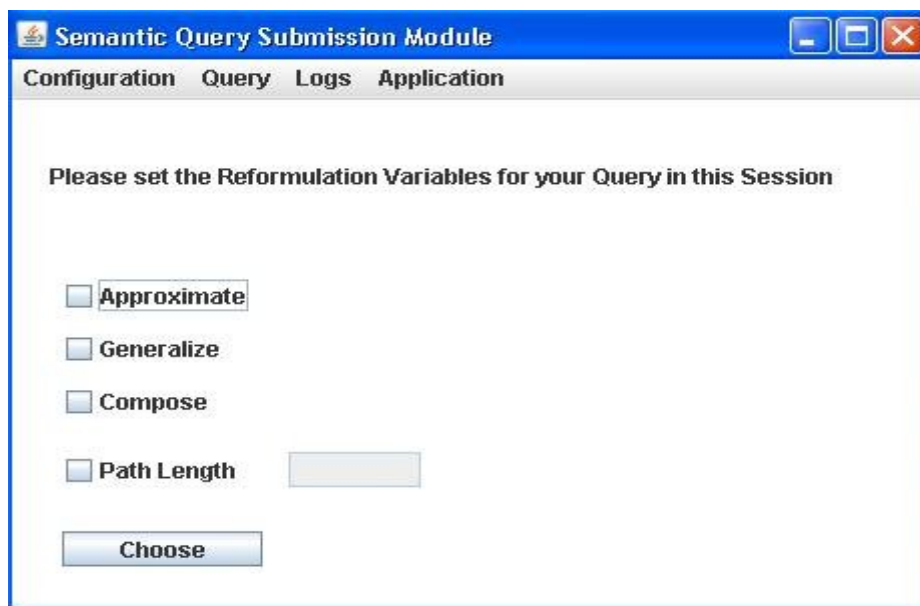 Semantic Query Submission Module
Configuration Query Logs Application
Please set the Reformulation Variables for your Query in this Session
Approximate
Generalize
Compose
Path Length
Choose